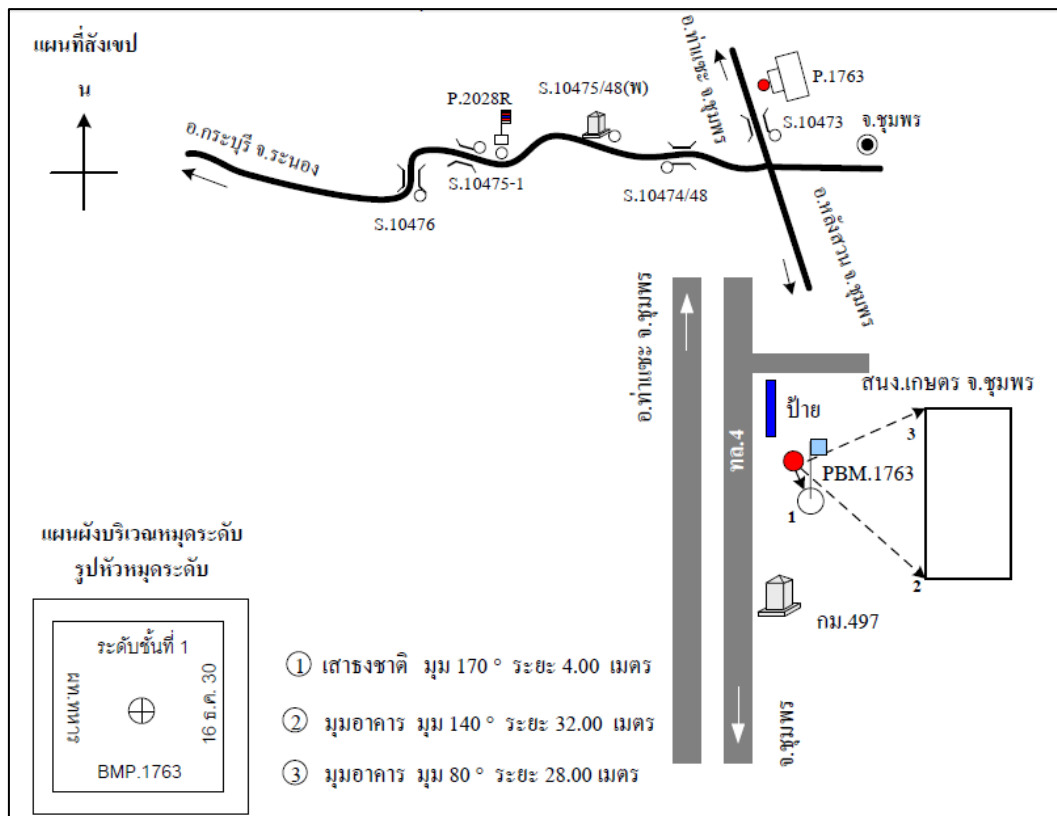 แผนที่สังเขป
น
อ.กระบุรี จ.ระนอง
S.10476
S.10475-1
P.2028R
S.10475/48(พ)
S.10474/48
อ.ท่าแซะ จ.ชุมพร
P.1763
S.10473
จ.ชุมพร
อ.หลังสวน จ.ชุมพร
อ.ท่าแซะ จ.ชุมพร
ทล.4
สนง.เกษตร จ.ชุมพร
ป้าย
3
PBM.1763
1
2
กม.497
จ.ชุมพร
แผนผังบริเวณหมุดระดับ
รูปหัวหมุดระดับ
ระดับชั้นที่ 1
ผท.ทหาร
16 ธ.ค. 30
BMP.1763
1 เสาธงชาติ มุม 170 ° ระยะ 4.00 เมตร
2 มุมอาคาร มุม 140 ° ระยะ 32.00 เมตร
3 มุมอาคาร มุม 80 ° ระยะ 28.00 เมตร